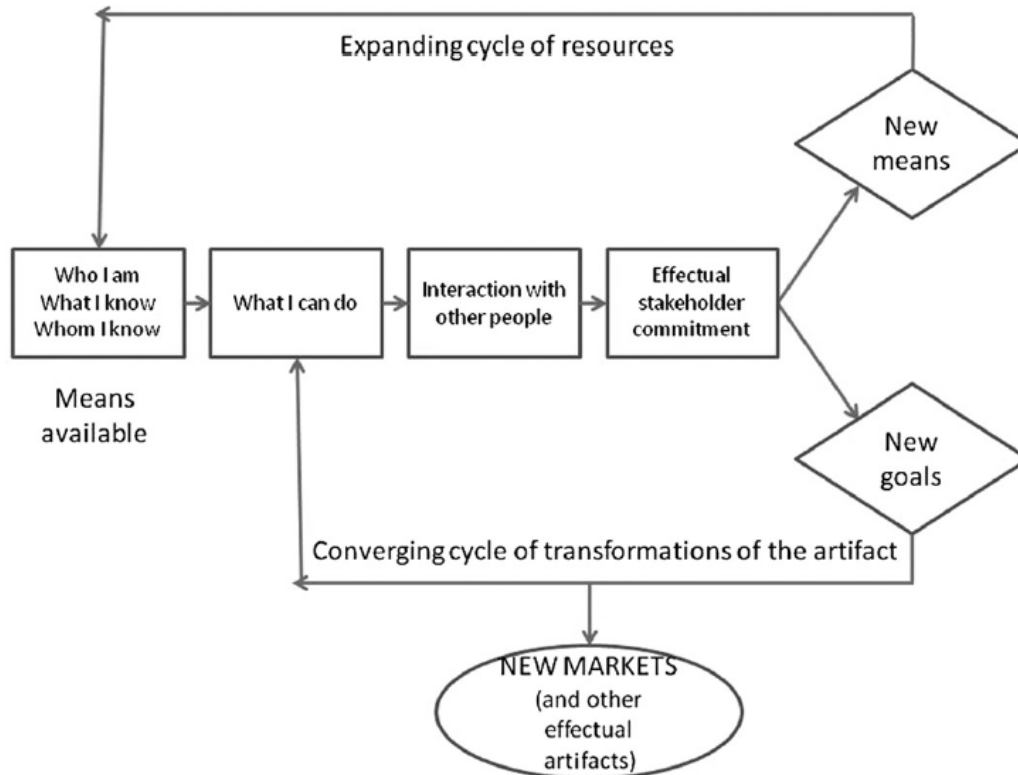 Expanding cycle of resources
New
means
Who I am
What I know
Whom I know
What I can do
Interaction with
other people
Effectual
stakeholder
commitment
Means
available
New
goals
Converging cycle of transformations of the artifact
NEW MARKETS
(and other
effectual
artifacts)